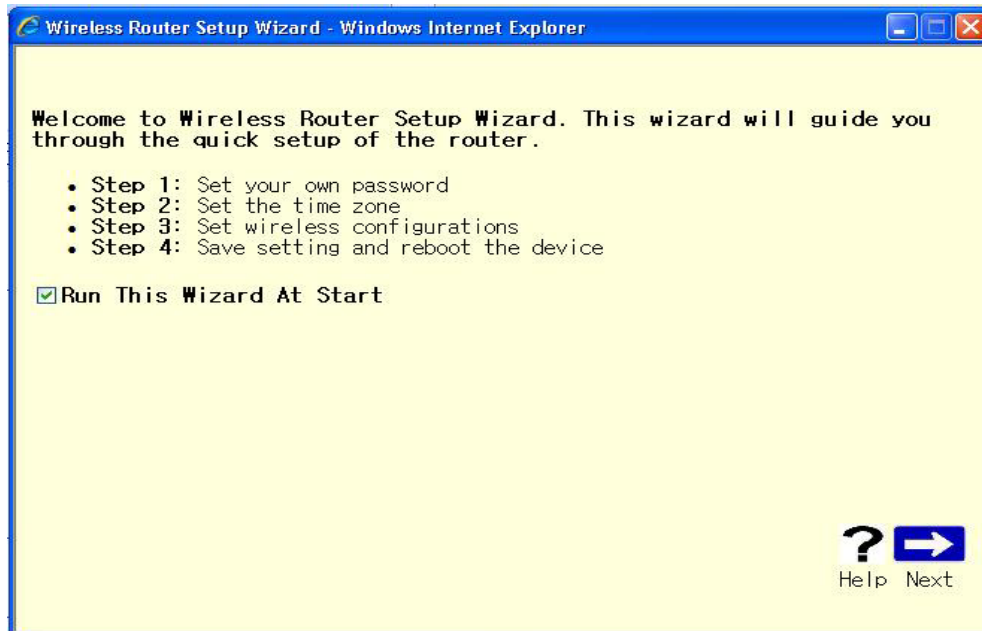 Wireless Router Setup Wizard - Windows Internet Explorer
Welcome to Wireless Router Setup Wizard. This wizard will guide you
through the quick setup of the router.
• Step 1: Set your own password
• Step 2: Set the time zone
• Step 3: Set wireless configurations
• Step 4: Save setting and reboot the device
Run This Wizard At Start
Help Next